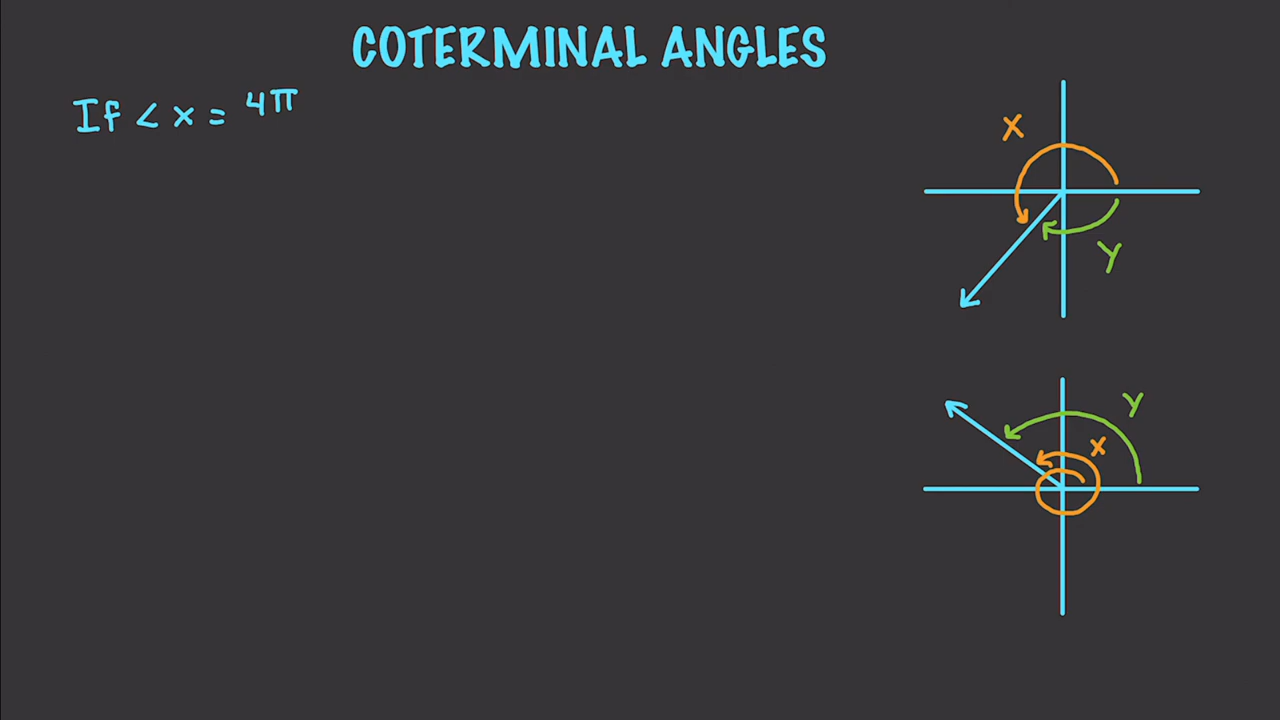 COTERMINAL ANGLES
If < x = 4π
X
Y
Y
X